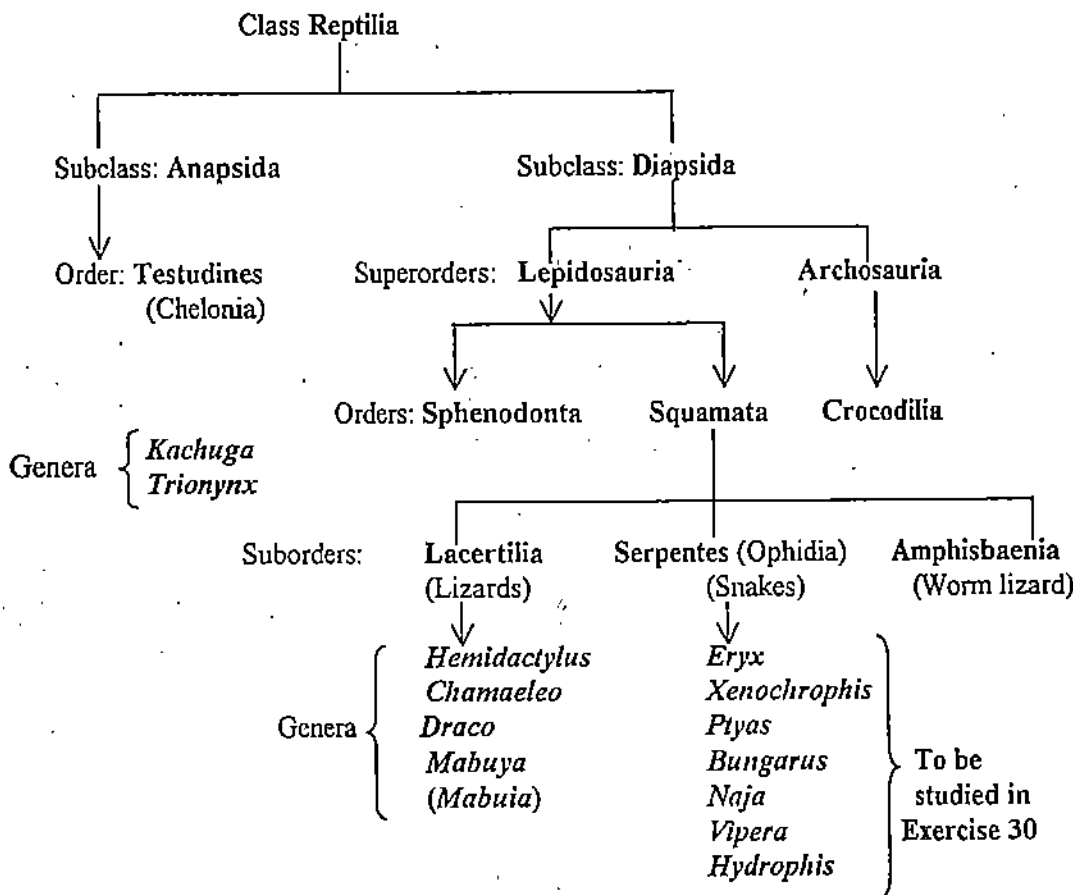 Class Reptilia
Subclass: Anapsida
Subclass: Diapsida
Order: Testudines
(Chelonia)
Superorders: Lepidosauria
Archosauria
Orders: Sphenodonta
Squamata
Crocodilia
Genera
Kachuga
Trionynx
Suborders:
Lacertilia
(Lizards)
Serpentes (Ophidia)
(Snakes)
Amphisbaenia
(Worm lizard)
Genera
Hemidactylus
Chamaeleo
Draco
Mabuya
(Mabuia)
Eryx
Xenochrophis
Ptyas
Bungarus
Naja
Vipera
Hydrophis
To be
studied in
Exercise 30